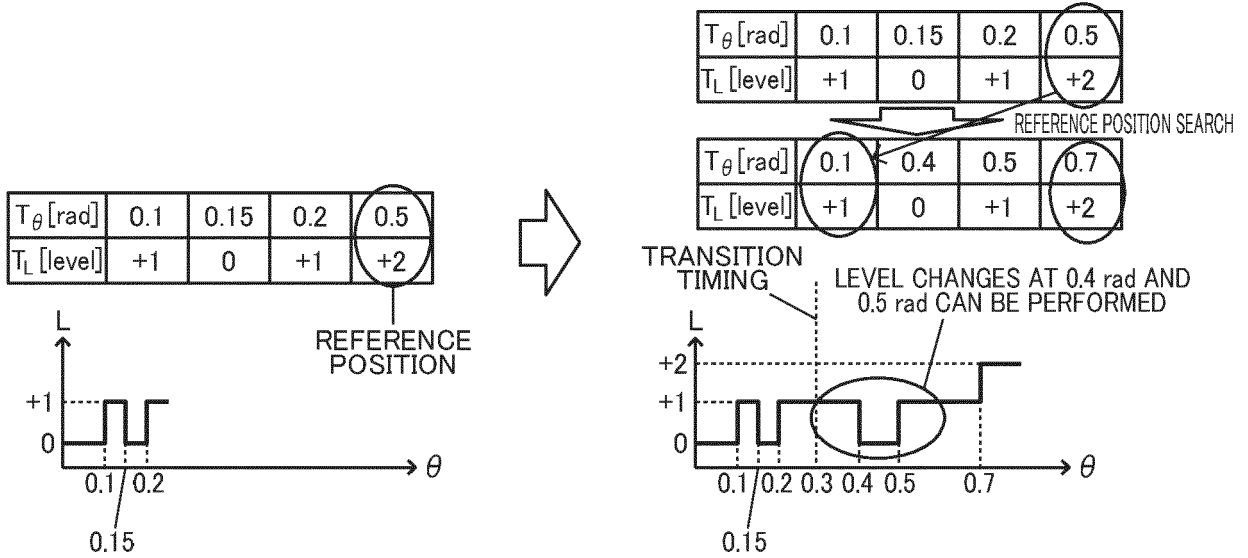 Tθ[rad] 0.1 0.15 0.2 0.5
TL[level] +1 0 +1 +2
REFERENCE
POSITION
L
+1
0
0.1 0.2
θ
0.15
Tθ[rad] 0.1 0.15 0.2 0.5
TL[level] +1 0 +1 +2
REFERENCE POSITION SEARCH
Tθ[rad] 0.1 0.4 0.5 0.7
TL[level] +1 0 +1 +2
TRANSITION
TIMING
LEVEL CHANGES AT 0.4 rad AND
0.5 rad CAN BE PERFORMED
L
+2
+1
0
0.1 0.2 0.3 0.4 0.5 0.7
θ
0.15